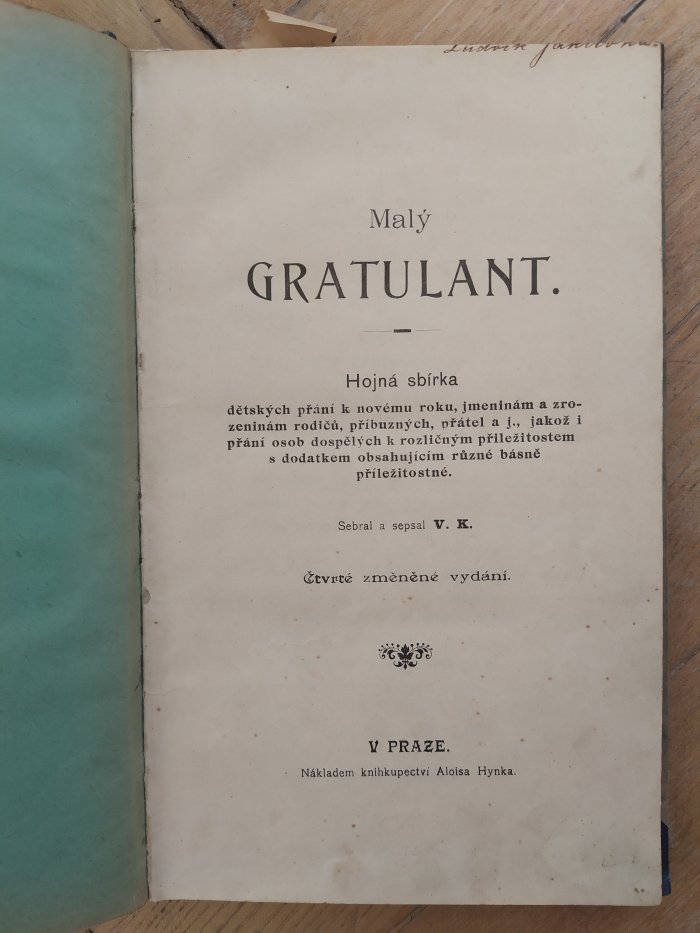 Ludvík
Malý
GRATULANT.
Hojná sbírka
dětských přání k novému roku, jmeninám a zro-
zeninám rodičů, příbuzných, přátel a j., jakož i
přání osob dospělých k rozličným příležitostem
s dodatkem obsahujícím různé básně
příležitostné.
Sebral a sepsal V. K.
Čtvrté změněné vydání.
V PRAZE.
Nákladem knihkupectví Aloisa Hynka.